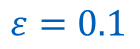 ε = 0.1